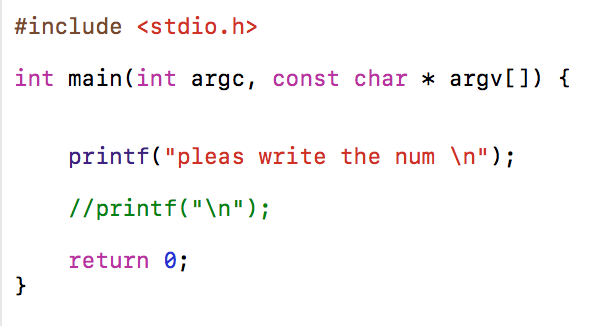 #include <stdio.h>
int main(int argc, const char * argv[]) {
printf("pleas write the num \n");
//printf("\n");
return 0;
}